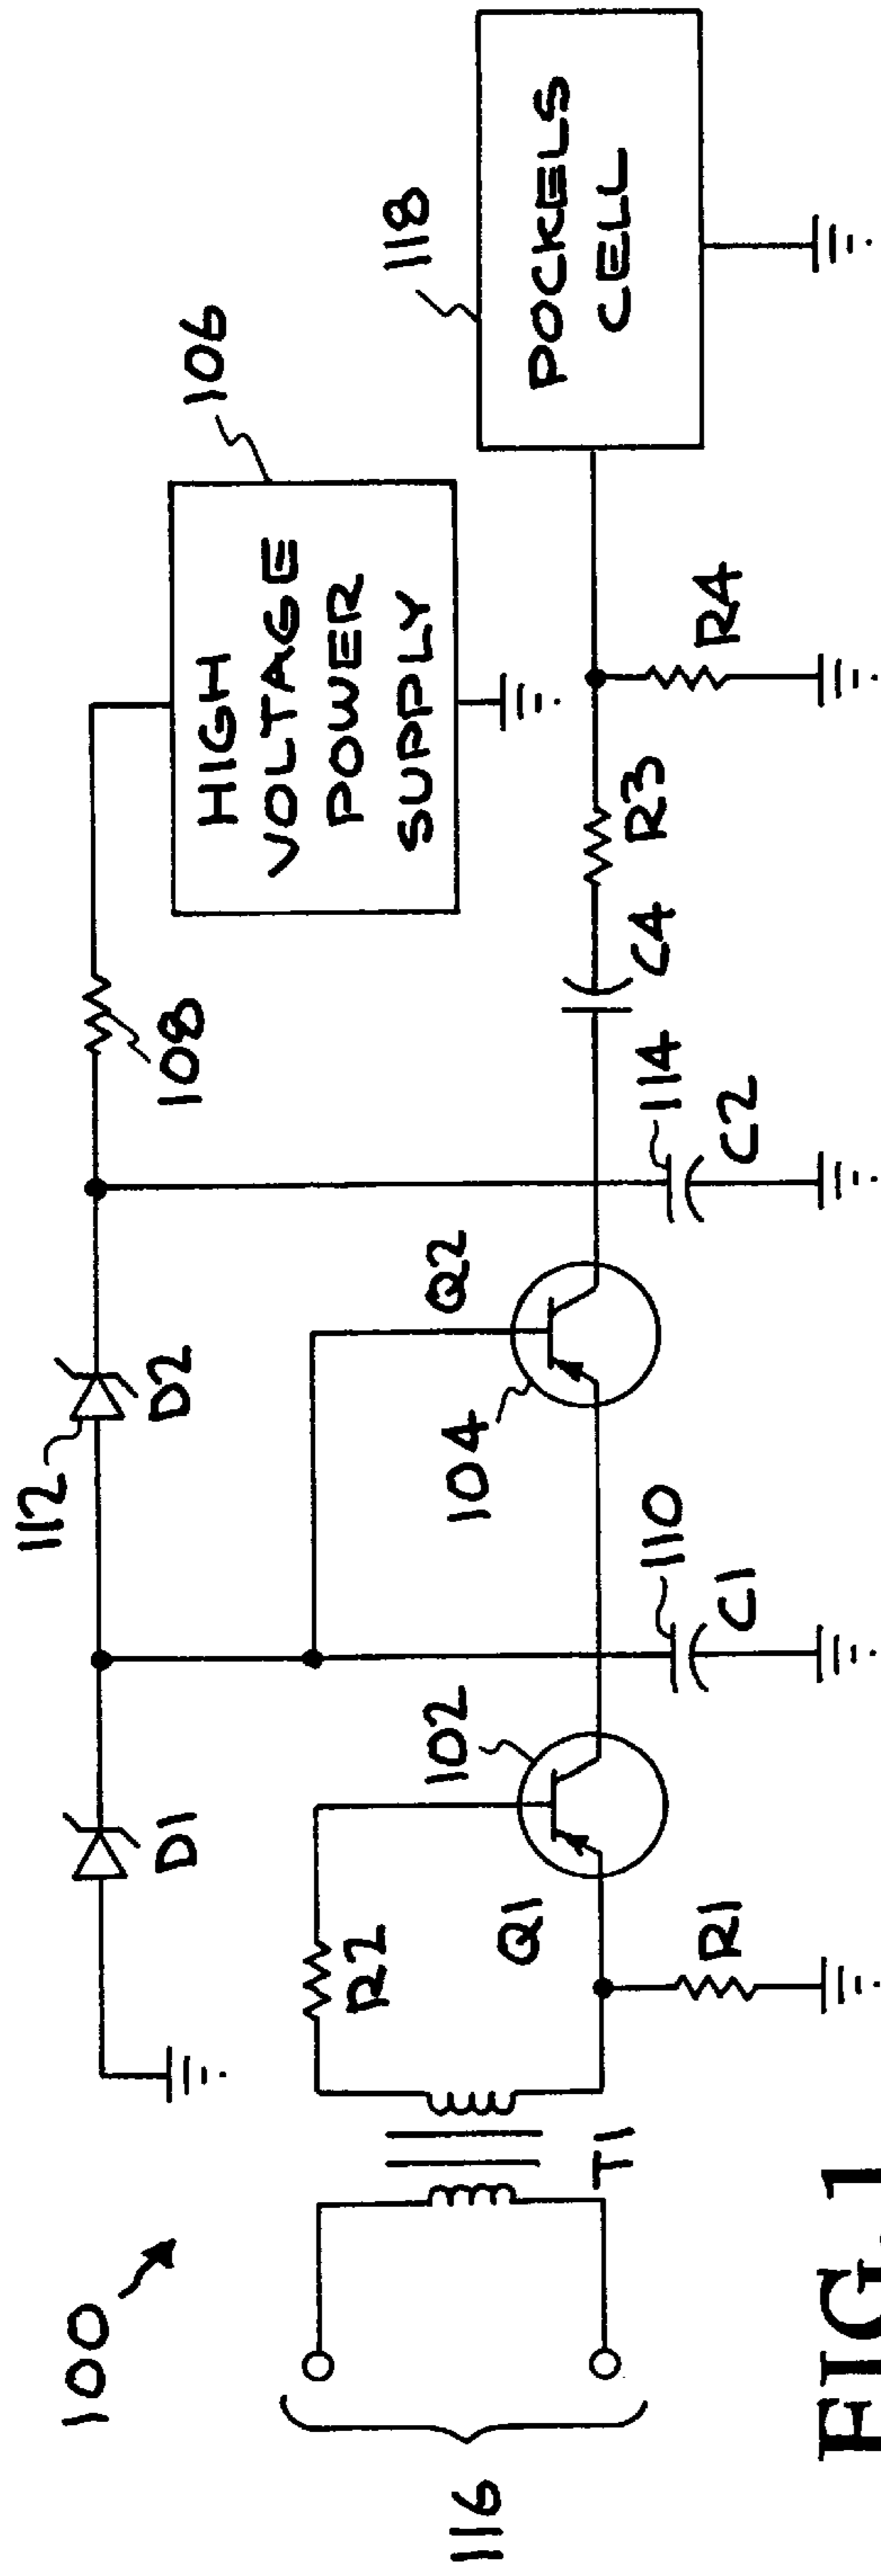 100
116
T1
R2
Q1
102
R1
D1
110
C1
112
D2
104
Q2
114
C2
108
C4
R3
R4
106
HIGH
VOLTAGE
POWER
SUPPLY
118
POCKELS
CELL
FIG. 1